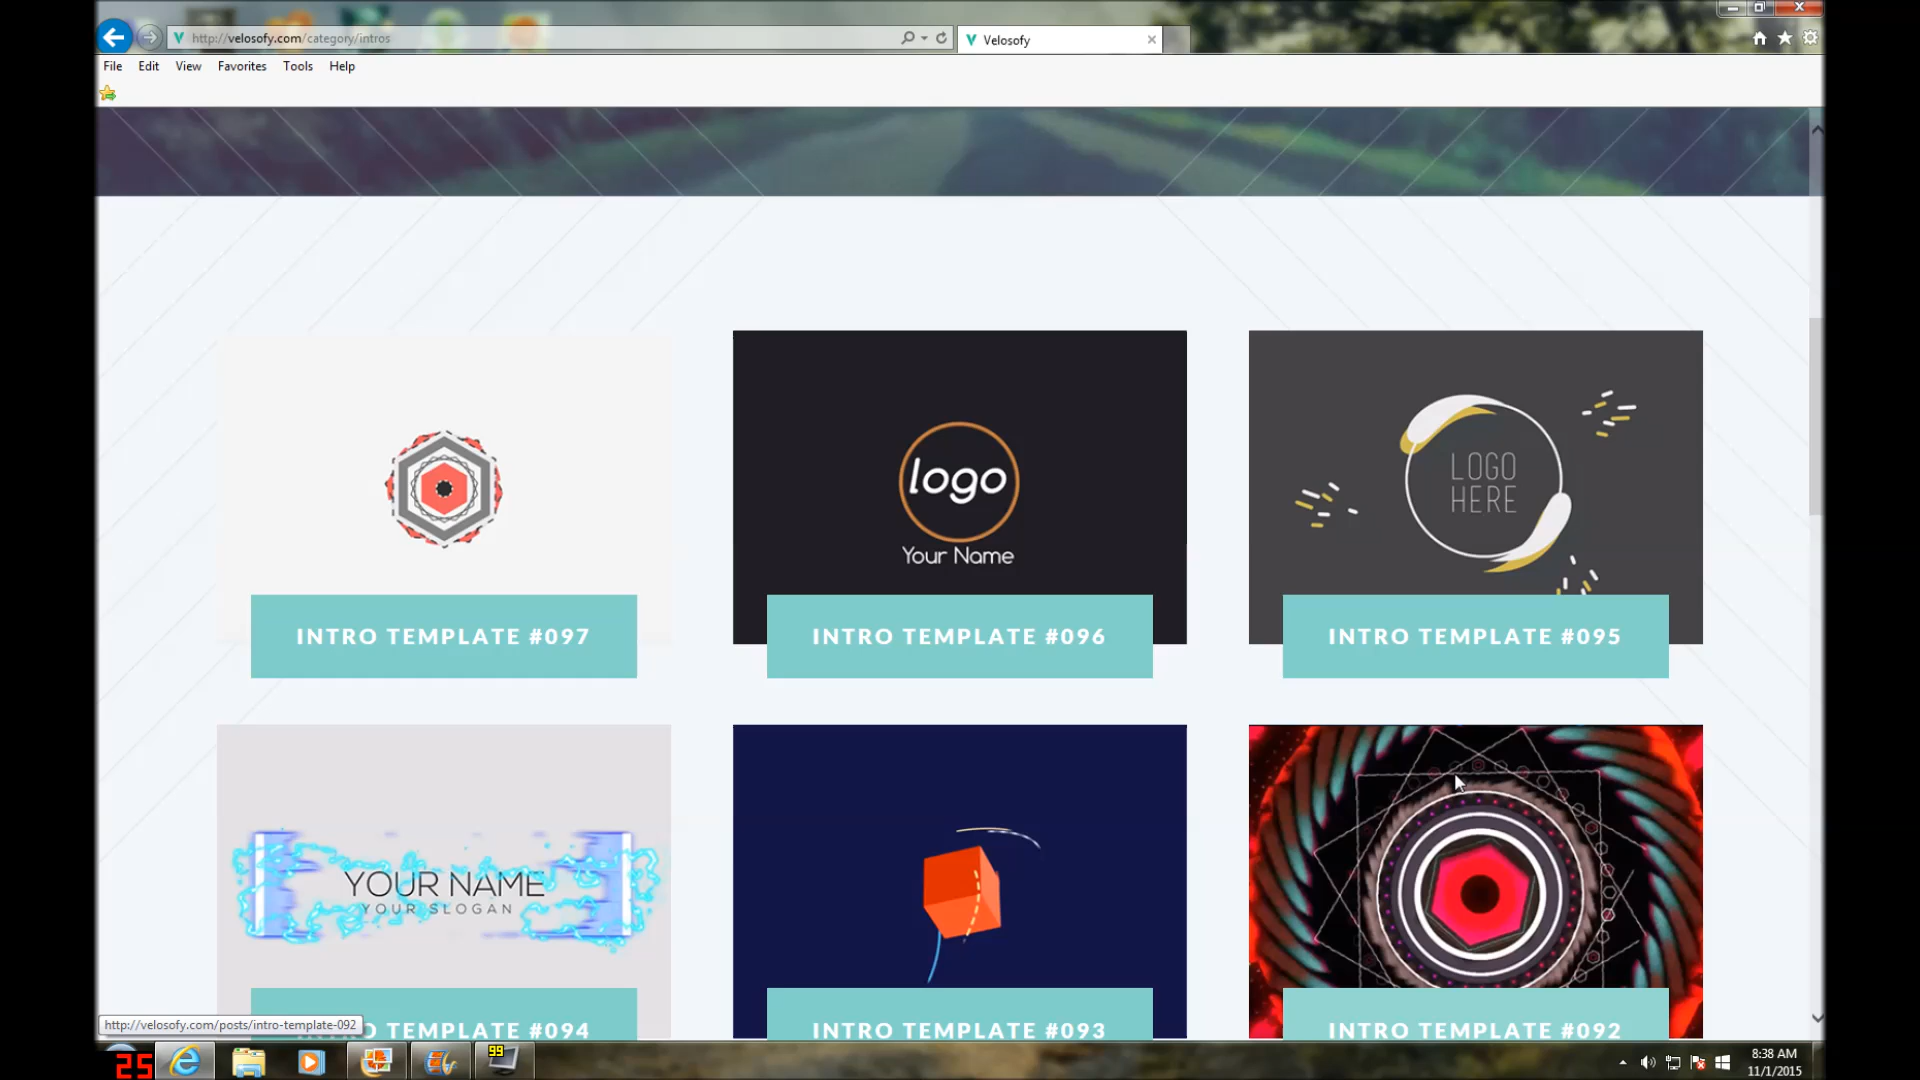 http://velosofy.com/category/intros
Velosofy
File Edit View Favorites Tools Help
logo
Your Name
LOGO
HERE
INTRO TEMPLATE #097
INTRO TEMPLATE #096
INTRO TEMPLATE #095
YOUR NAME
YOUR SLOGAN
http://velosofy.com/posts/intro-template-092
O TEMPLATE #094
INTRO TEMPLATE #093
INTRO TEMPLATE #092
25
99
8:38 AM
11/1/2015